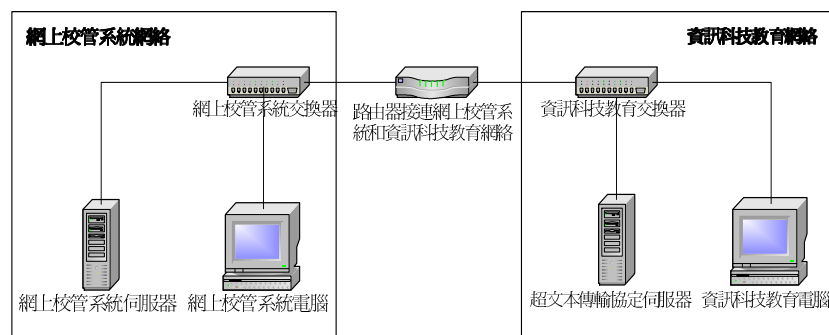 網上校管系統網絡
資訊科技教育網絡
網上校管系統交換器
路由器接連網上校管系
統和資訊科技教育網絡
資訊科技教育交換器
網上校管系統伺服器
網上校管系統電腦
超文本傳輸協定伺服器
資訊科技教育電腦